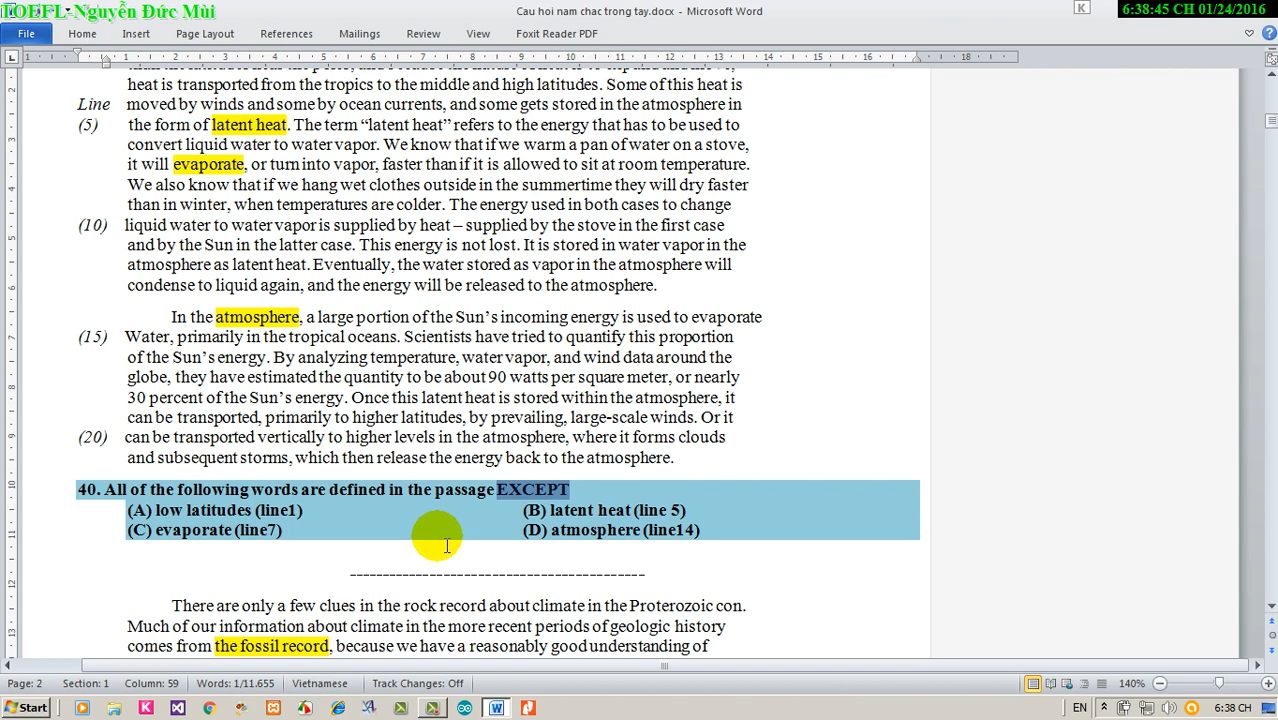 TOEFL-Nguyễn Đức Mùi
Cau hoi nam chac trong tay.docx - Microsoft Word
K
6:38:45 CH 01/24/2016
File Home Insert Page Layout References Mailings Review View Foxit Reader PDF
heat is transported from the tropics to the middle and high latitudes. Some of this heat is
Line moved by winds and some by ocean currents, and some gets stored in the atmosphere in
(5) the form of latent heat. The term “latent heat” refers to the energy that has to be used to
convert liquid water to water vapor. We know that if we warm a pan of water on a stove,
it will evaporate, or turn into vapor, faster than if it is allowed to sit at room temperature.
We also know that if we hang wet clothes outside in the summertime they will dry faster
than in winter, when temperatures are colder. The energy used in both cases to change
(10) liquid water to water vapor is supplied by heat – supplied by the stove in the first case
and by the Sun in the latter case. This energy is not lost. It is stored in water vapor in the
atmosphere as latent heat. Eventually, the water stored as vapor in the atmosphere will
condense to liquid again, and the energy will be released to the atmosphere.
In the atmosphere, a large portion of the Sun’s incoming energy is used to evaporate
(15) Water, primarily in the tropical oceans. Scientists have tried to quantify this proportion
of the Sun’s energy. By analyzing temperature, water vapor, and wind data around the
globe, they have estimated the quantity to be about 90 watts per square meter, or nearly
30 percent of the Sun’s energy. Once this latent heat is stored within the atmosphere, it
can be transported, primarily to higher latitudes, by prevailing, large-scale winds. Or it
(20) can be transported vertically to higher levels in the atmosphere, where it forms clouds
and subsequent storms, which then release the energy back to the atmosphere.
40. All of the following words are defined in the passage EXCEPT
(A) low latitudes (line1) (B) latent heat (line 5)
(C) evaporate (line7) (D) atmosphere (line14)
------------------------------------------
There are only a few clues in the rock record about climate in the Proterozoic con.
Much of our information about climate in the more recent periods of geologic history
comes from the fossil record, because we have a reasonably good understanding of
Page: 2 Section: 1 Column: 59 Words: 1/11.655 Vietnamese Track Changes: Off 140%
Start EN 6:38 CH